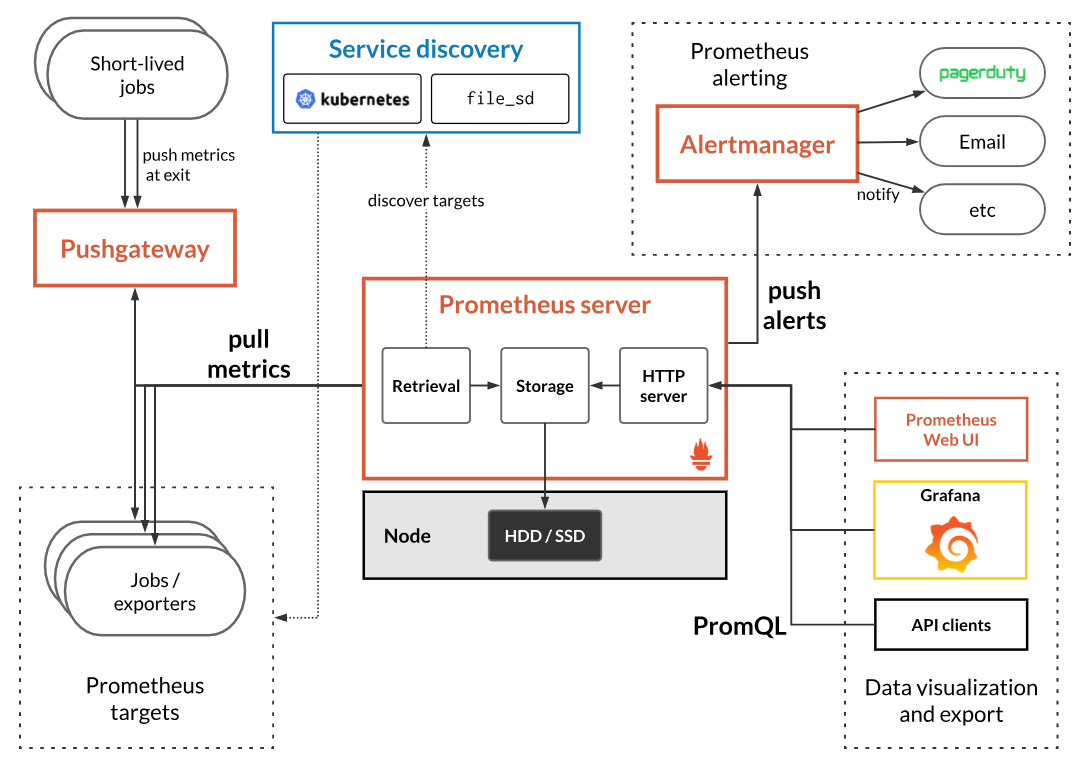 Short-lived
jobs
push metrics
at exit
Pushgateway
Service discovery
kubernetes
file_sd
discover targets
Prometheus
alerting
Alertmanager
pagerduty
Email
etc
notify
push
alerts
pull
metrics
Prometheus server
Retrieval
Storage
HTTP
server
Node
HDD / SSD
Jobs /
exporters
Prometheus
targets
PromQL
Prometheus
Web UI
Grafana
API clients
Data visualization
and export